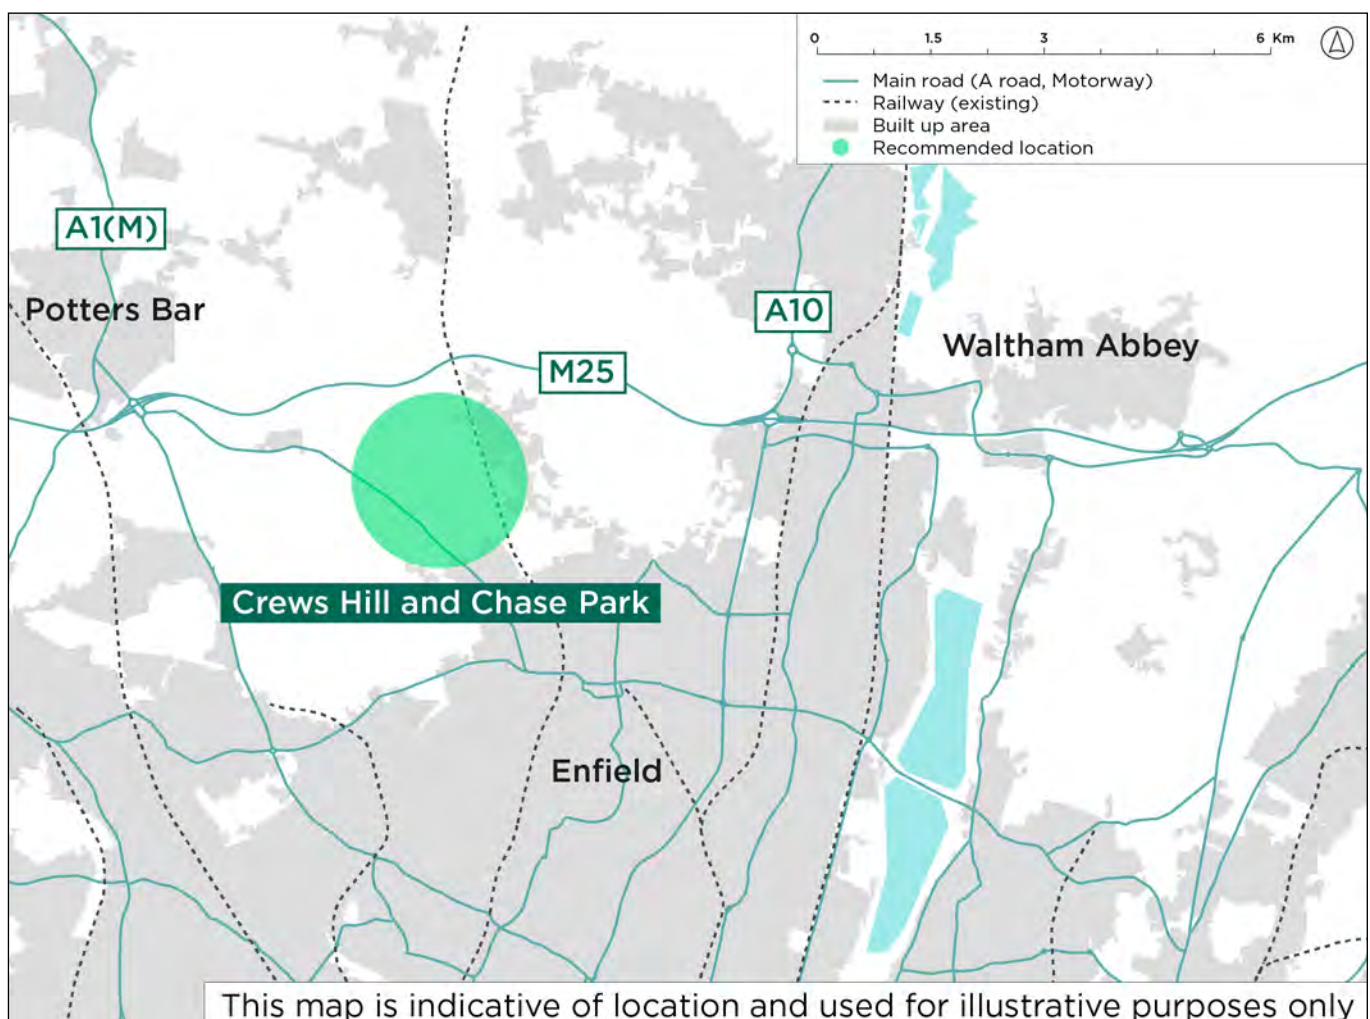 0 1.5 3 6 Km
Main road (A road, Motorway)
Railway (existing)
Built up area
Recommended location
A1(M)
Potters Bar
A10
Waltham Abbey
M25
Crews Hill and Chase Park
Enfield
This map is indicative of location and used for illustrative purposes only